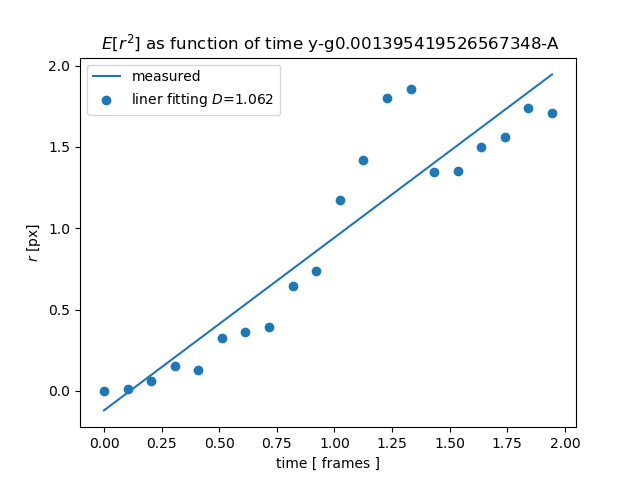 E[r²] as function of time y-g0.001395419526567348-A
measured
liner fitting D=1.062
2.0
1.5
1.0
0.5
0.0
r [px]
0.00 0.25 0.50 0.75 1.00 1.25 1.50 1.75 2.00
time [ frames ]